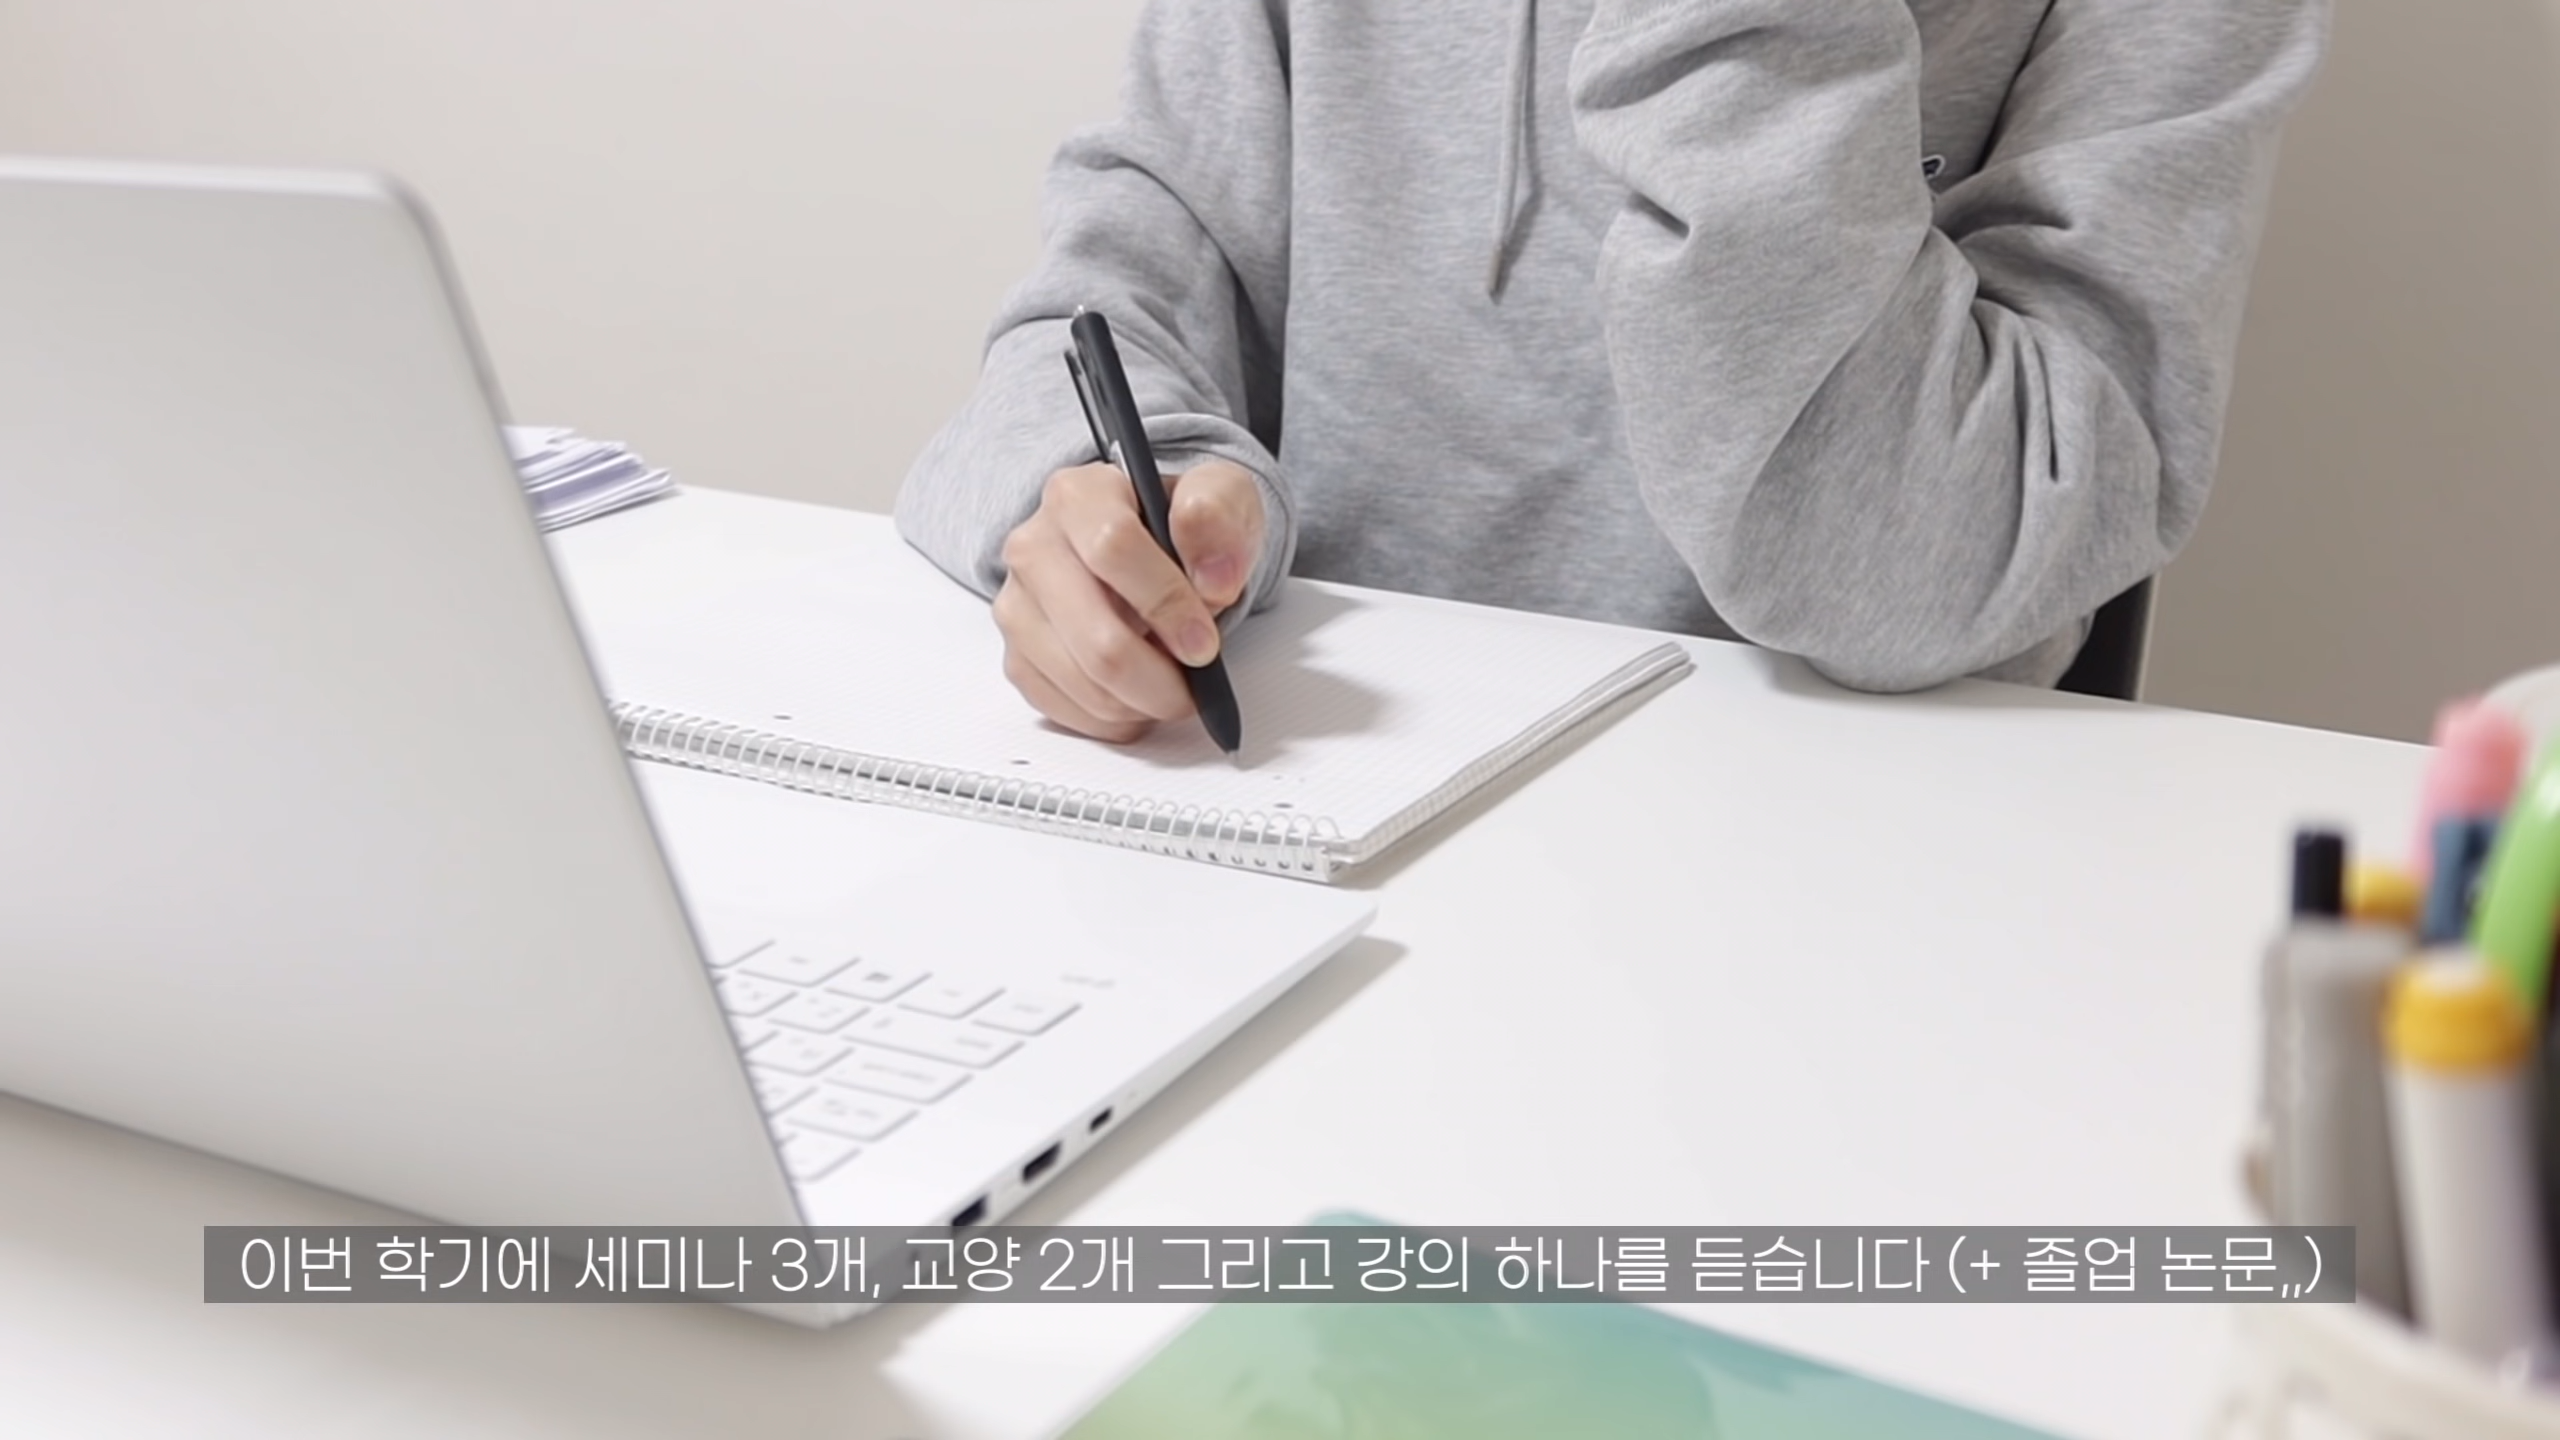 이번 학기에 세미나 3개, 교양 2개 그리고 강의 하나를 듣습니다 (+ 졸업 논문,,)